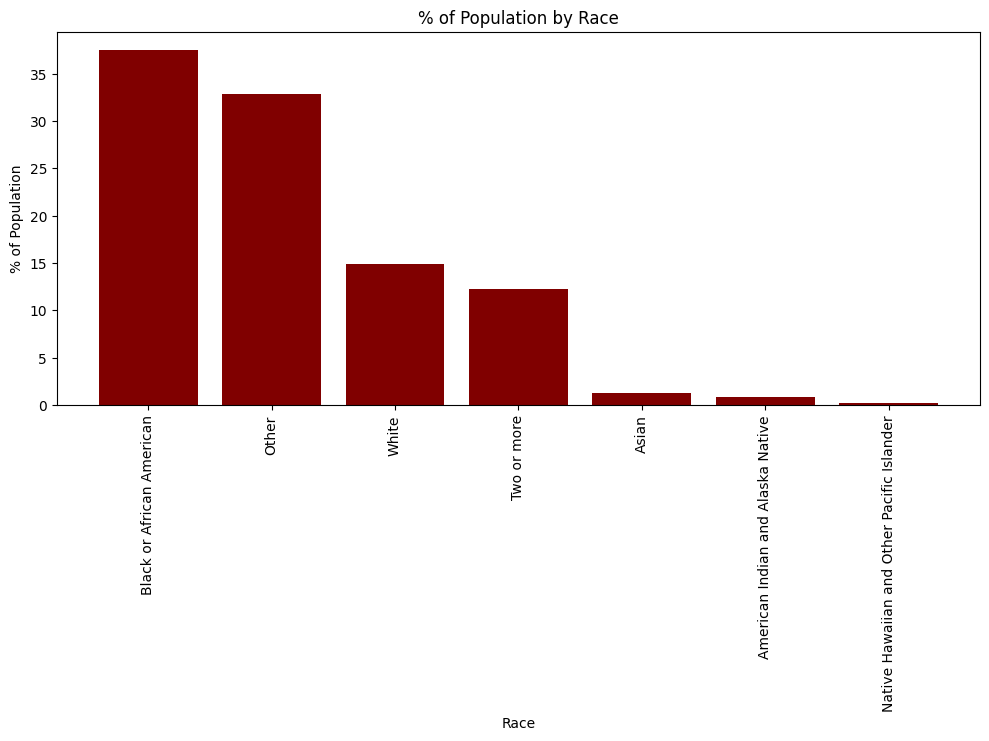 % of Population by Race
% of Population
35
30
25
20
15
10
5
0
Black or African American
Other
White
Two or more
Asian
American Indian and Alaska Native
Native Hawaiian and Other Pacific Islander
Race